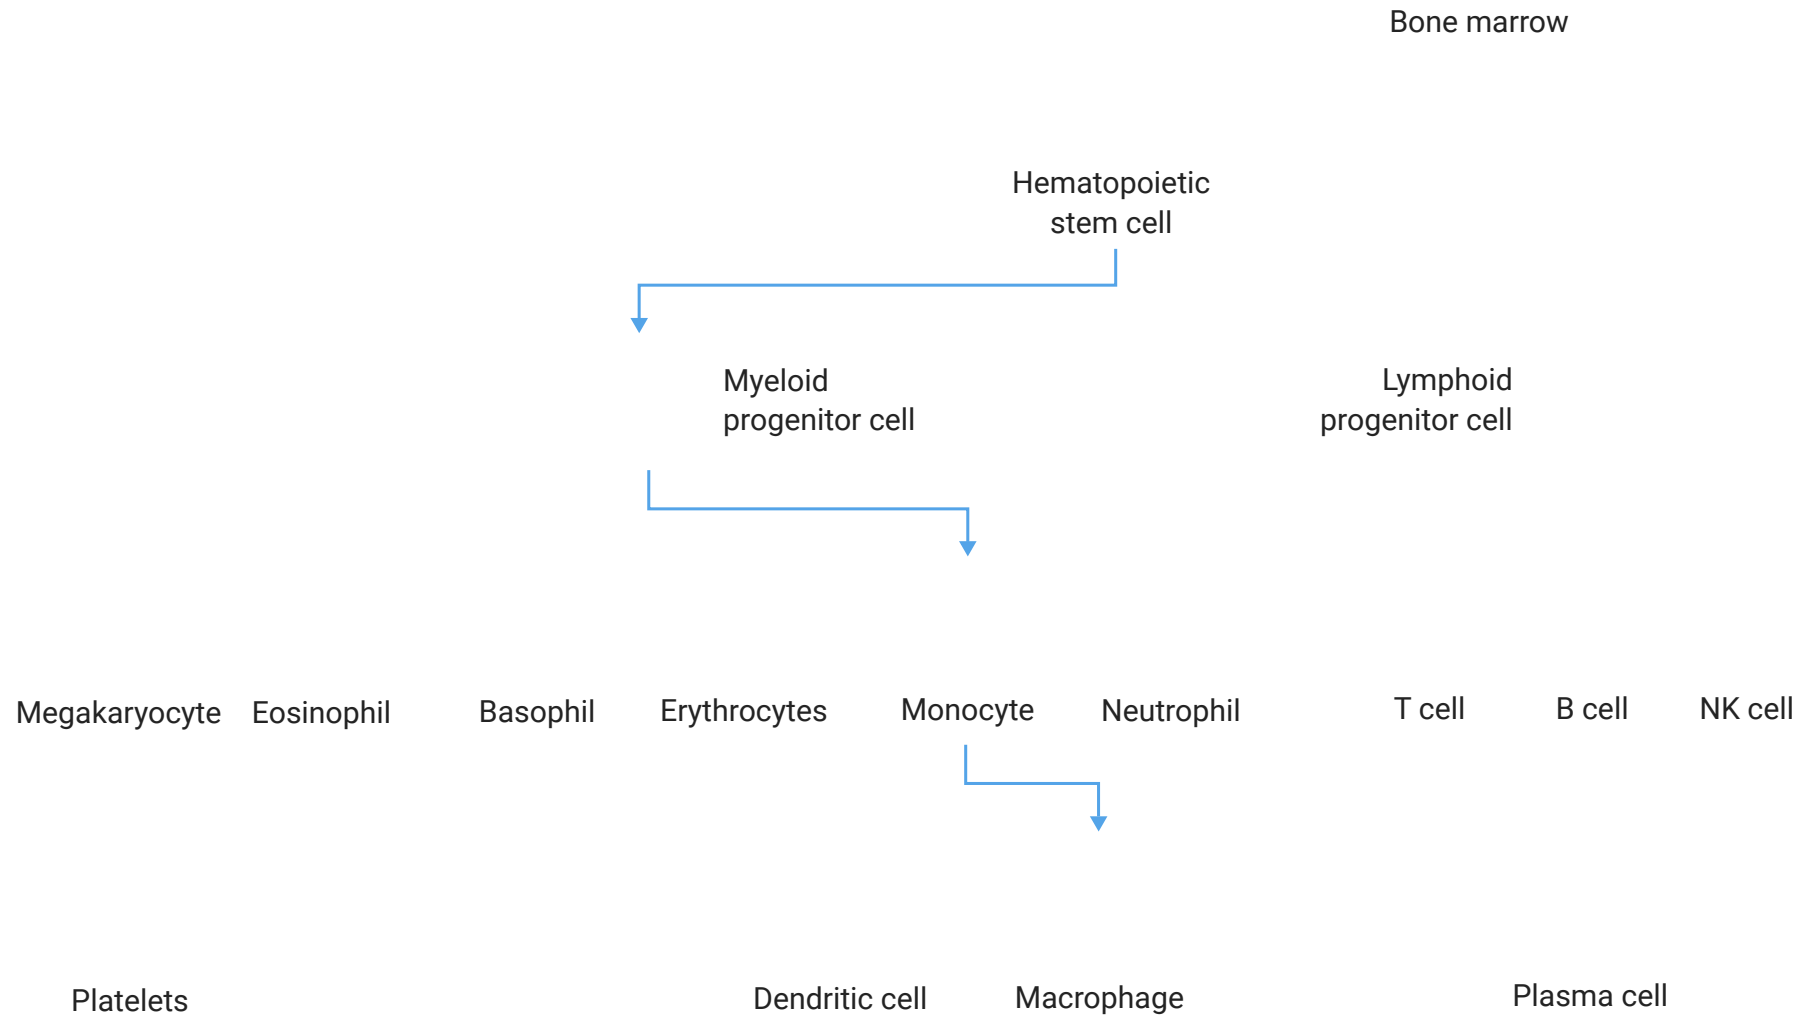 Bone marrow
Hematopoietic
stem cell
Myeloid
progenitor cell
Lymphoid
progenitor cell
Megakaryocyte
Eosinophil
Basophil
Erythrocytes
Monocyte
Neutrophil
T cell
B cell
NK cell
Platelets
Dendritic cell
Macrophage
Plasma cell